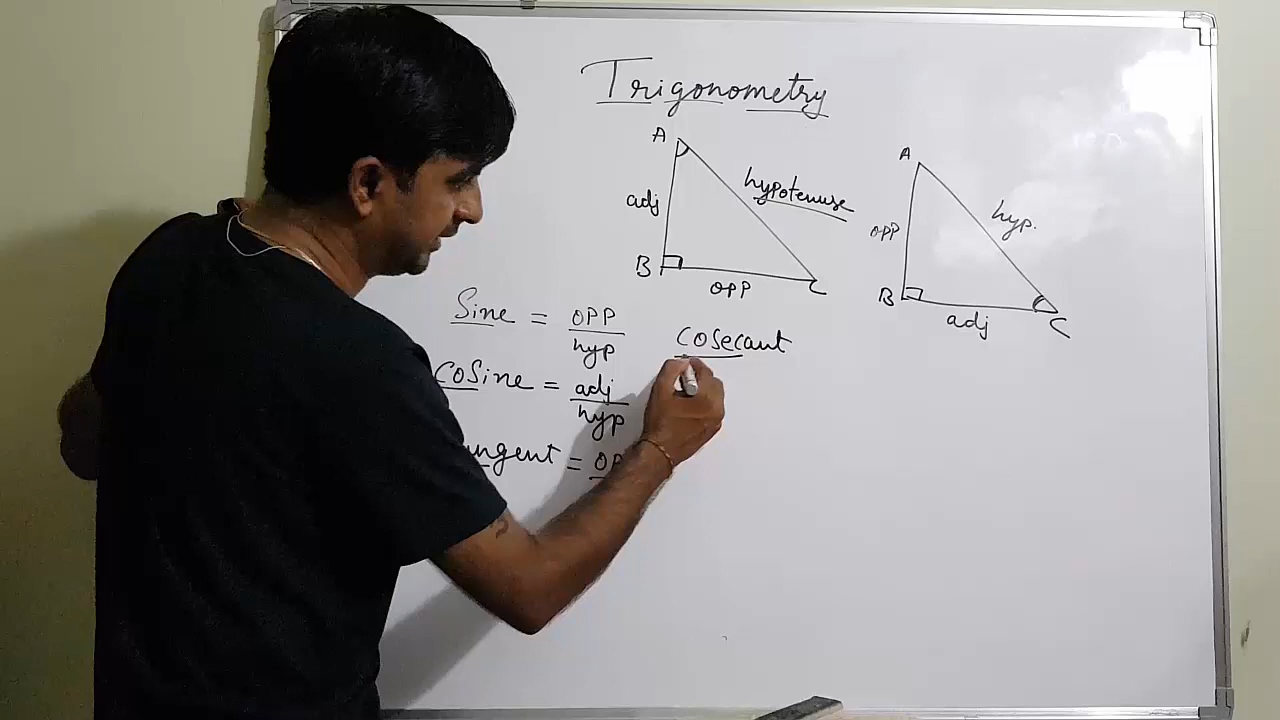 Trigonometry
A
adj
hypotenuse
B
opp
C
A
opp
hyp.
B
adj
C
Sine = opp
hyp
cosecant
cosine = adj
hyp